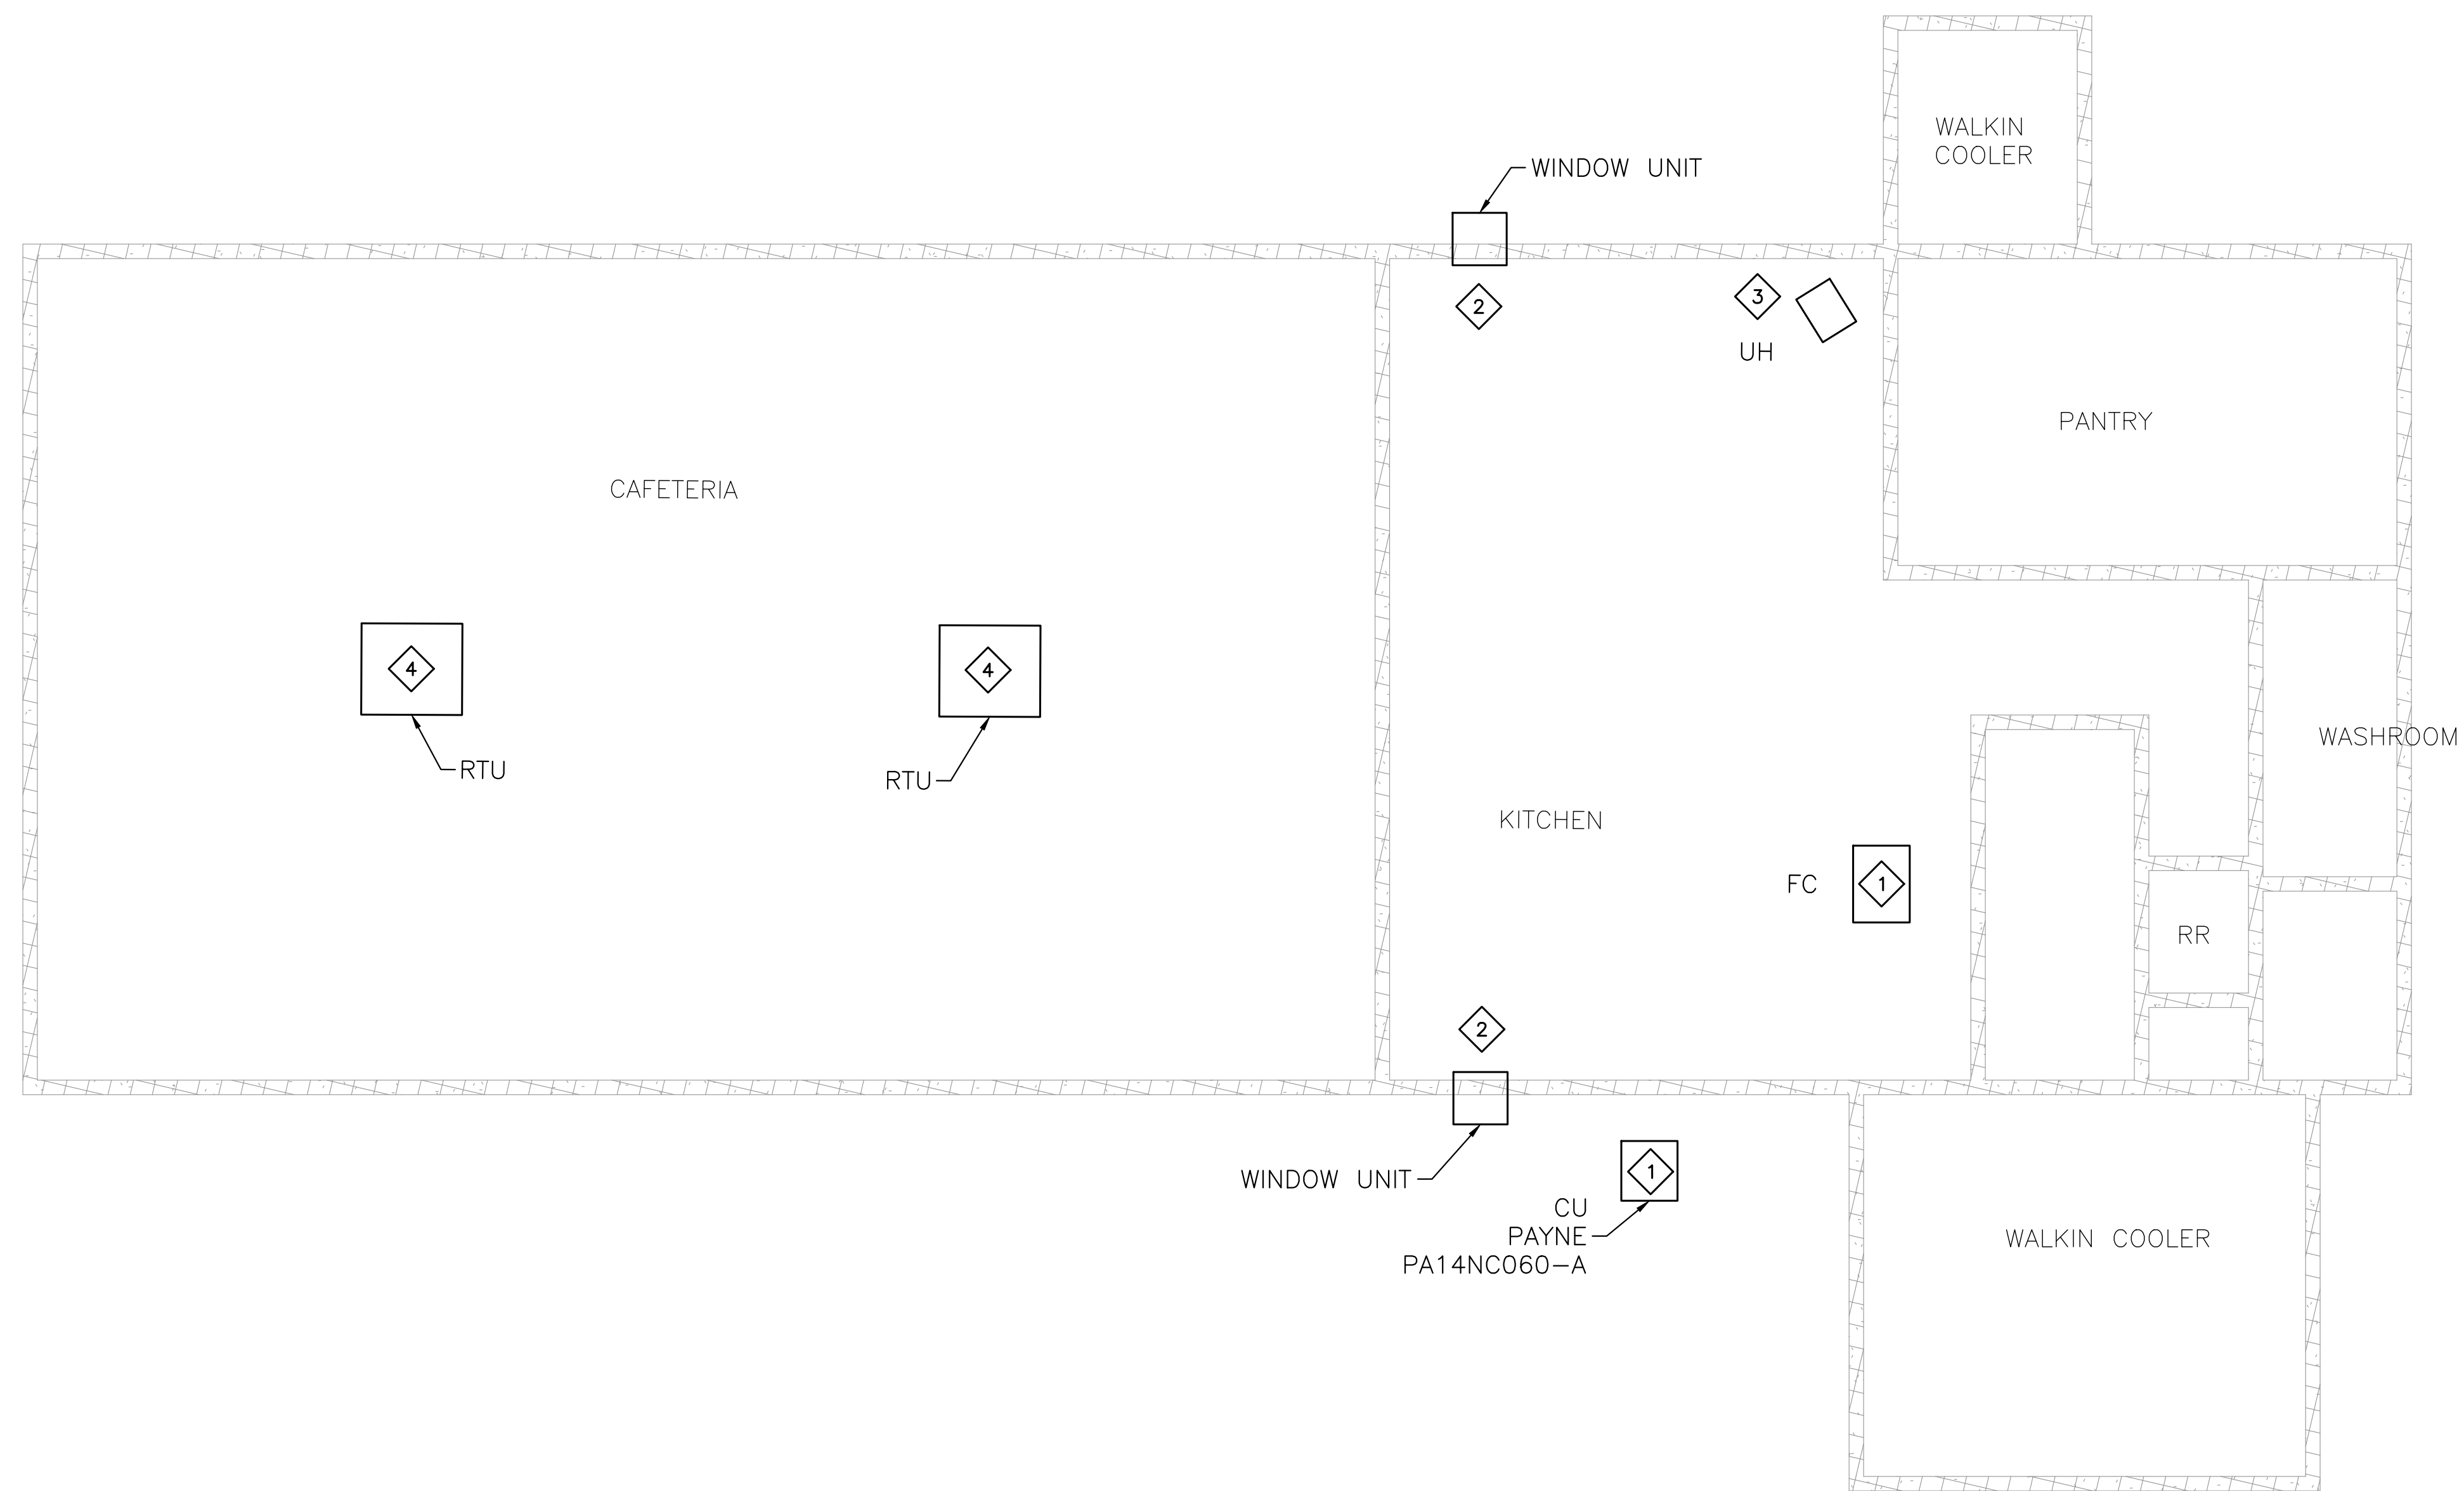 WALKIN
COOLER
WINDOW UNIT
2
3
UH
PANTRY
CAFETERIA
4
4
RTU
RTU
WASHROOM
KITCHEN
FC
1
RR
2
WINDOW UNIT
1
CU
PAYNE
PA14NC060-A
WALKIN COOLER